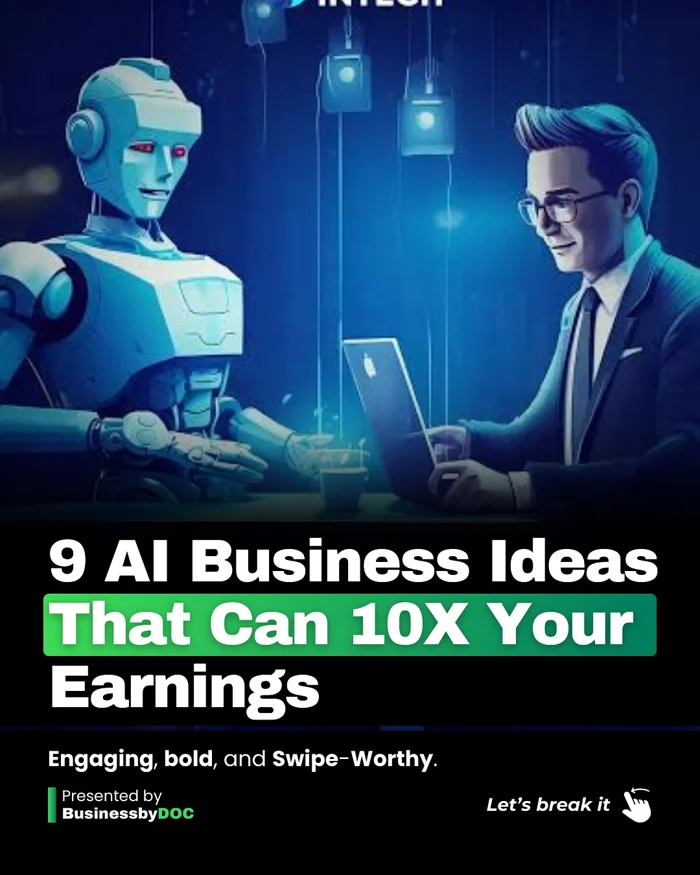 INTECH
9 AI Business Ideas
That Can 10X Your
Earnings
Engaging, bold, and Swipe-Worthy.
Presented by
BusinessbyDOC
Let's break it